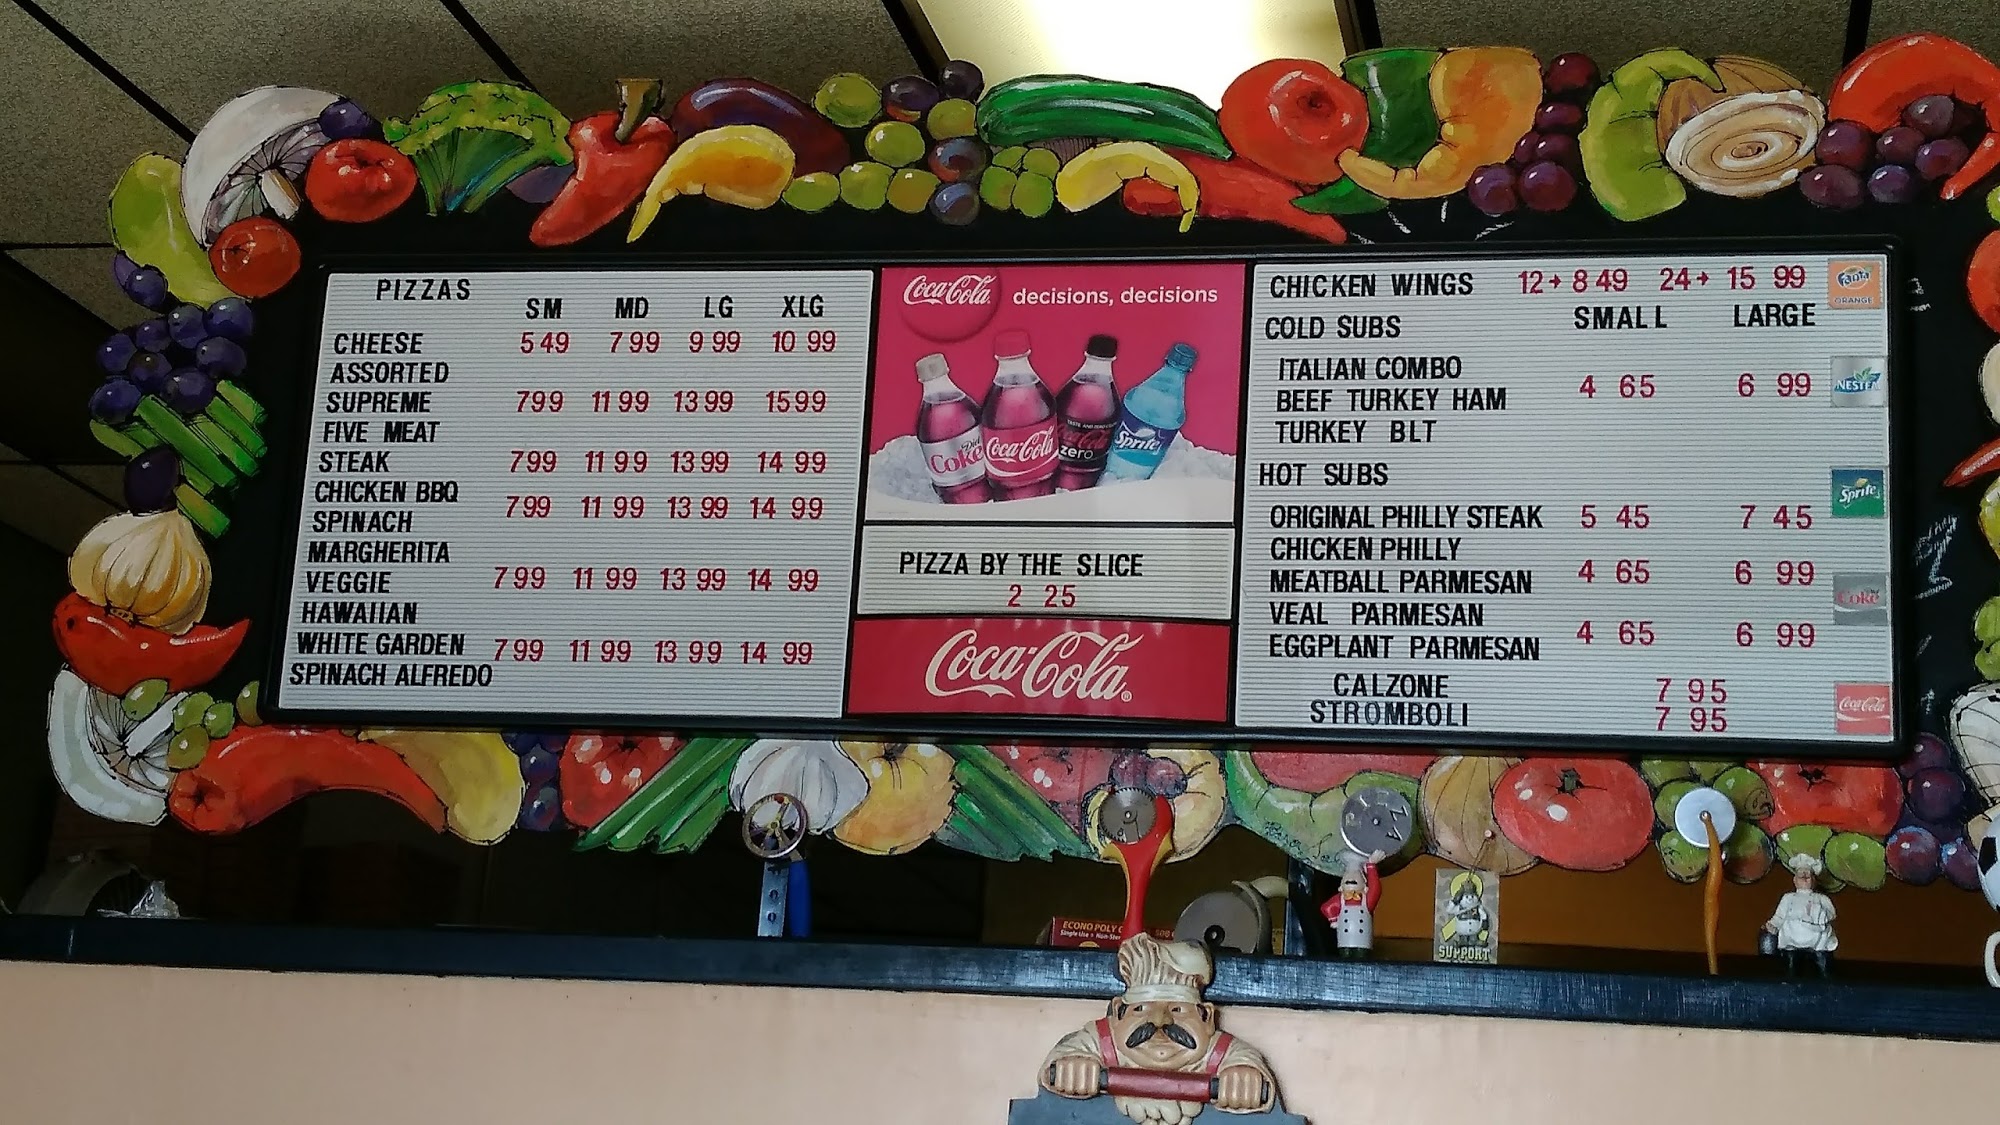 PIZZAS
SM MD LG XLG
CHEESE 5 49 7 99 9 99 10 99
ASSORTED
SUPREME 7 99 11 99 13 99 15 99
FIVE MEAT
STEAK 7 99 11 99 13 99 14 99
CHICKEN BBQ
7 99 11 99 13 99 14 99
SPINACH
MARGHERITA
VEGGIE 7 99 11 99 13 99 14 99
HAWAIIAN
WHITE GARDEN 7 99 11 99 13 99 14 99
SPINACH ALFREDO
Coca-Cola decisions, decisions
Diet Coke
Coca-Cola
Coca-Cola zero
Sprite
PIZZA BY THE SLICE
2 25
Coca-Cola®
CHICKEN WINGS 12→ 8 49 24→ 15 99
SMALL LARGE
COLD SUBS
ITALIAN COMBO
4 65 6 99
BEEF TURKEY HAM
TURKEY BLT
HOT SUBS
ORIGINAL PHILLY STEAK 5 45 7 45
CHICKEN PHILLY
4 65 6 99
MEATBALL PARMESAN
VEAL PARMESAN
4 65 6 99
EGGPLANT PARMESAN
CALZONE 7 95
STROMBOLI 7 95
Fanta
ORANGE
NESTEA
Sprite
Coke
Coca-Cola
ECONO POLY
SUPPORT